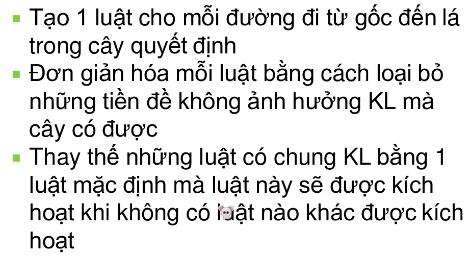 Tạo 1 luật cho mỗi đường đi từ gốc đến lá
trong cây quyết định
Đơn giản hóa mỗi luật bằng cách loại bỏ
những tiền đề không ảnh hưởng KL mà
cây có được
Thay thế những luật có chung KL bằng 1
luật mặc định mà luật này sẽ được kích
hoạt khi không có luật nào khác được kích
hoạt